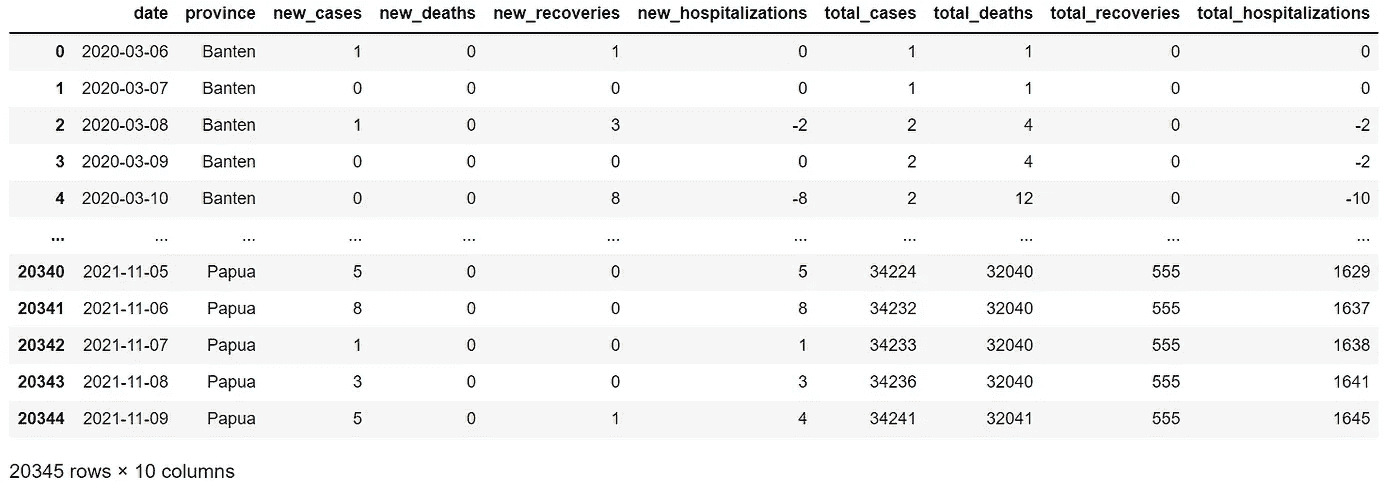 date province new_cases new_deaths new_recoveries new_hospitalizations total_cases total_deaths total_recoveries total_hospitalizations
0 2020-03-06 Banten 1 0 1 0 1 1 0 0
1 2020-03-07 Banten 0 0 0 0 1 1 0 0
2 2020-03-08 Banten 1 0 3 -2 2 4 0 -2
3 2020-03-09 Banten 0 0 0 0 2 4 0 -2
4 2020-03-10 Banten 0 0 8 -8 2 12 0 -10
... ... ... ... ... ... ... ... ... ... ...
20340 2021-11-05 Papua 5 0 0 5 34224 32040 555 1629
20341 2021-11-06 Papua 8 0 0 8 34232 32040 555 1637
20342 2021-11-07 Papua 1 0 0 1 34233 32040 555 1638
20343 2021-11-08 Papua 3 0 0 3 34236 32040 555 1641
20344 2021-11-09 Papua 5 0 1 4 34241 32041 555 1645
20345 rows × 10 columns